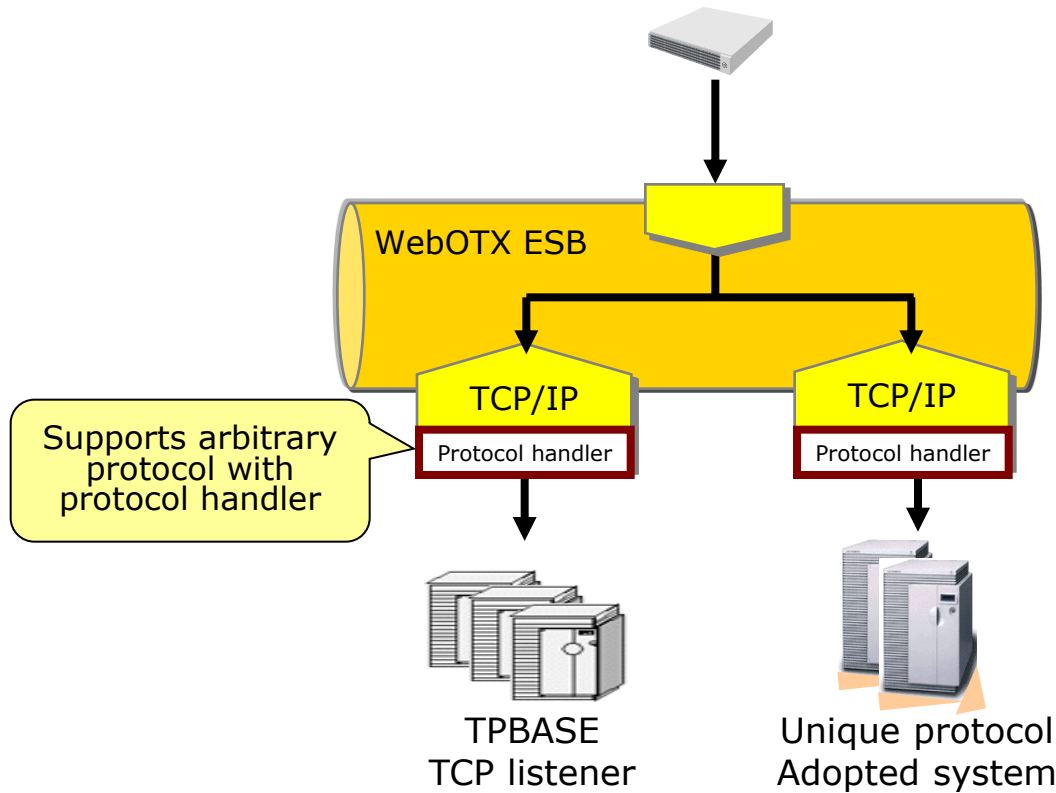 WebOTX ESB
TCP/IP
TCP/IP
Supports arbitrary
protocol with
protocol handler
Protocol handler
Protocol handler
TPBASE
TCP listener
Unique protocol
Adopted system